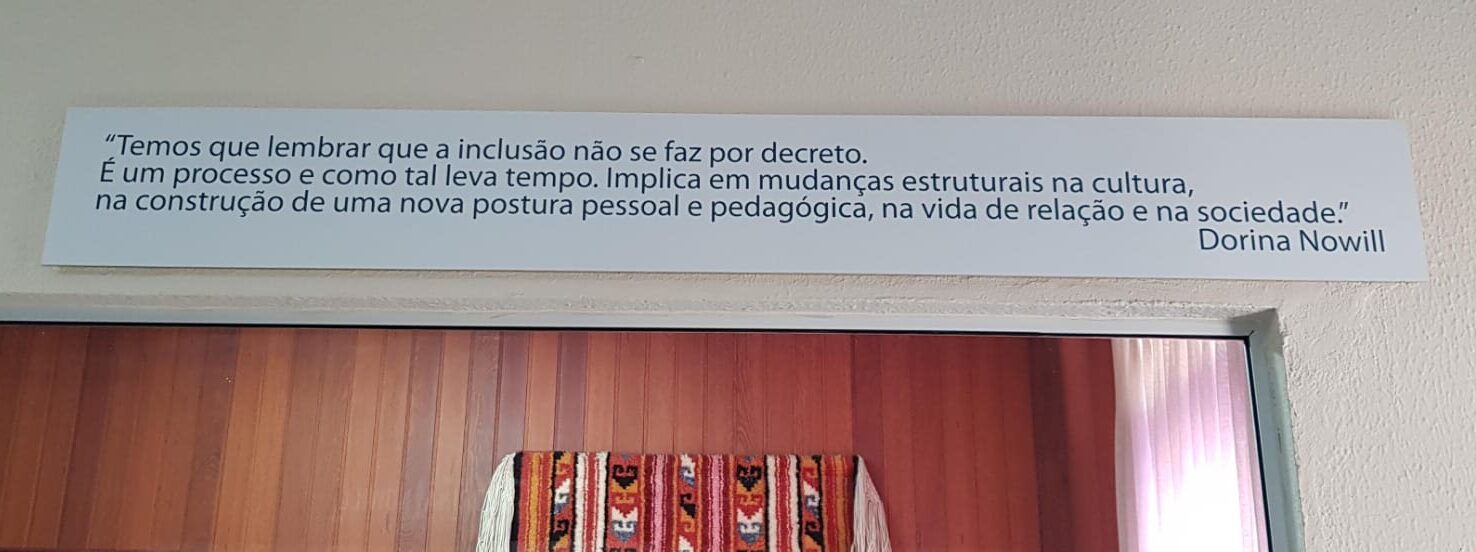 “Temos que lembrar que a inclusão não se faz por decreto.
É um processo e como tal leva tempo. Implica em mudanças estruturais na cultura,
na construção de uma nova postura pessoal e pedagógica, na vida de relação e na sociedade.”
Dorina Nowill